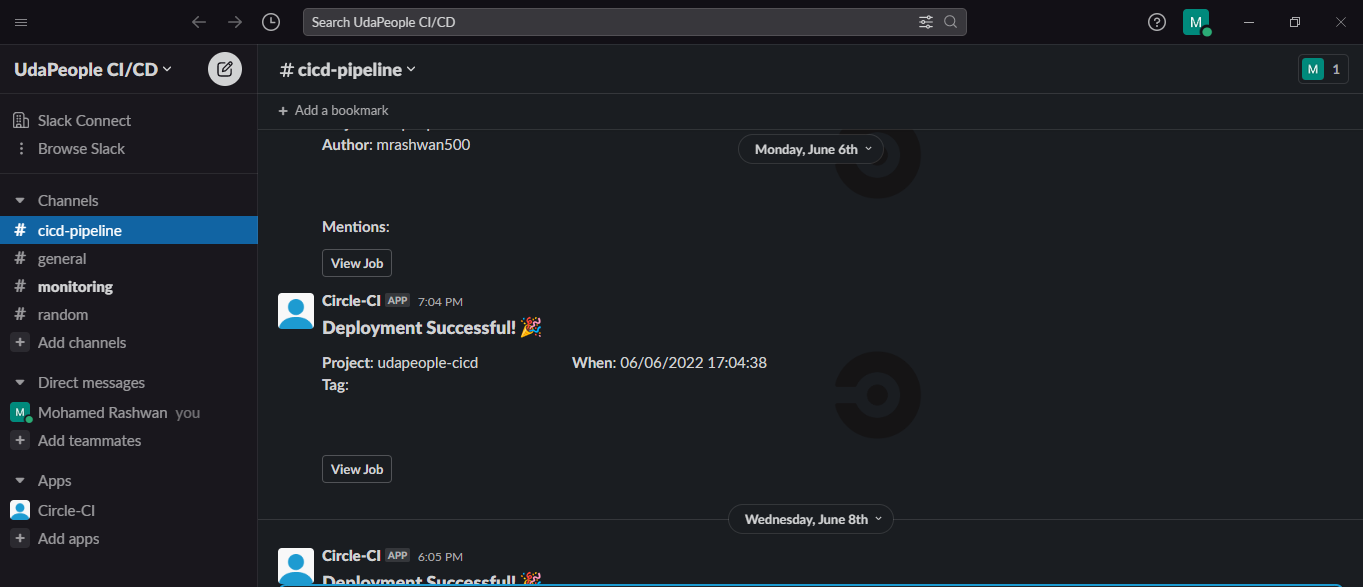 Search UdaPeople CI/CD
M
UdaPeople CI/CD
# cicd-pipeline
M 1
+ Add a bookmark
Slack Connect
Browse Slack
Channels
# cicd-pipeline
# general
# monitoring
# random
+ Add channels
Direct messages
M Mohamed Rashwan you
+ Add teammates
Apps
Circle-CI
+ Add apps
Monday, June 6th
Author: mrashwan500
Mentions:
View Job
Circle-CI APP 7:04 PM
Deployment Successful! 🎉
Project: udapeople-cicd When: 06/06/2022 17:04:38
Tag:
View Job
Wednesday, June 8th
Circle-CI APP 6:05 PM
Deployment Successful! 🎉